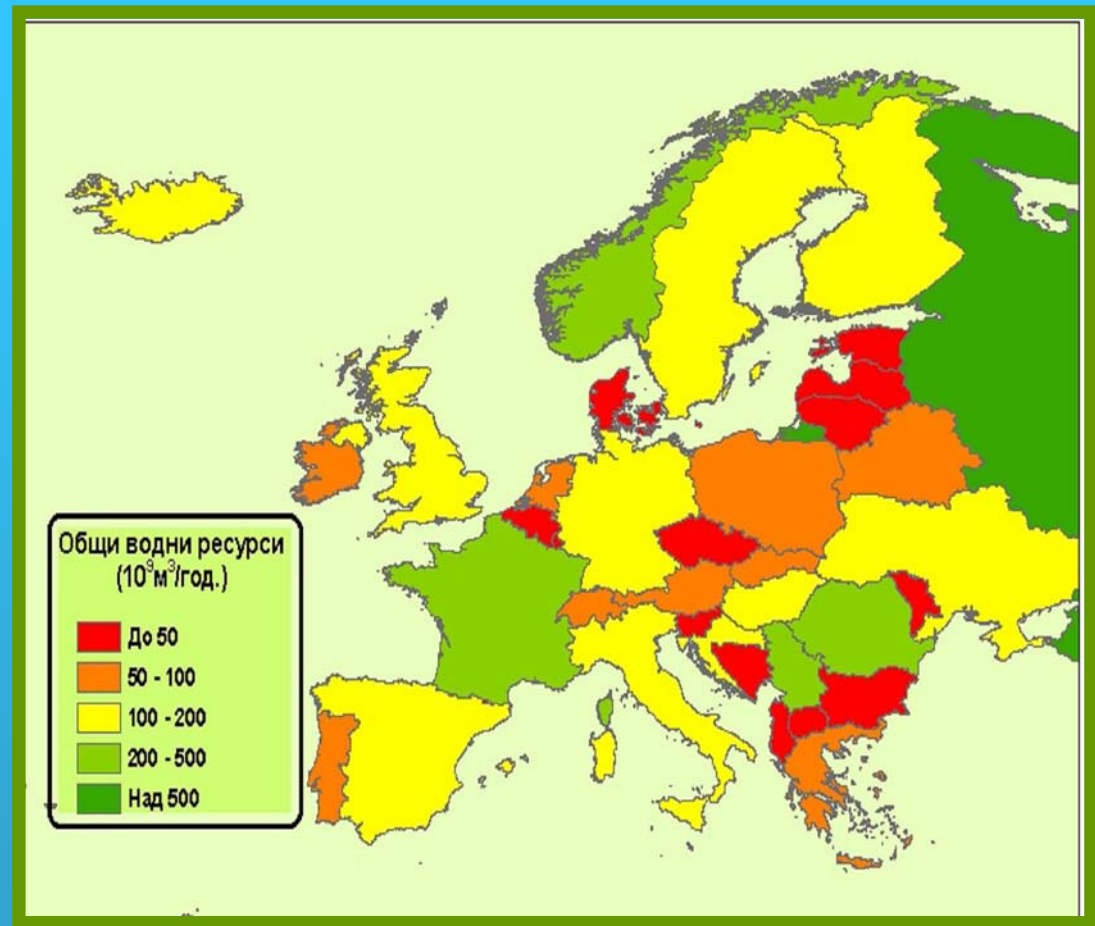 Общи водни ресурси
(10⁹м³/год.)
До 50
50 - 100
100 - 200
200 - 500
Над 500